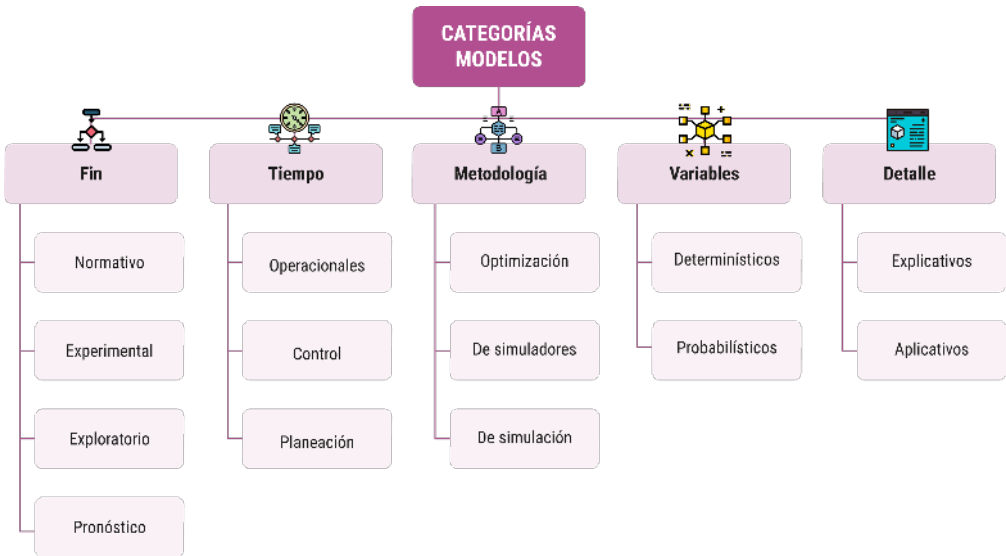 CATEGORÍAS
MODELOS
A
B
Fin
Tiempo
Metodología
Variables
Detalle
Normativo
Experimental
Exploratorio
Pronóstico
Operacionales
Control
Planeación
Optimización
De simuladores
De simulación
Determinísticos
Probabilísticos
Explicativos
Aplicativos